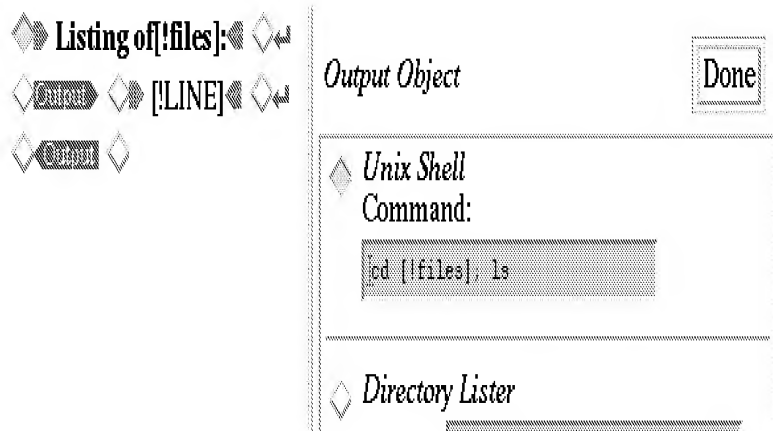 Listing of[!files]:
Output [!LINE]
Output
Output Object
Done
Unix Shell
Command:
cd [!files]; ls
Directory Lister